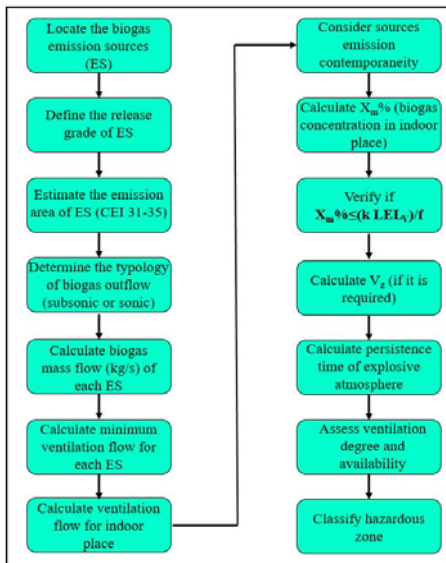 Locate the biogas
emission sources
(ES)
Define the release
grade of ES
Estimate the emission
area of ES (CEI 31-35)
Determine the typology
of biogas outflow
(subsonic or sonic)
Calculate biogas
mass flow (kg/s) of
each ES
Calculate minimum
ventilation flow for
each ES
Calculate ventilation
flow for indoor
place
Consider sources
emission
contemporaneity
Calculate Xm% (biogas
concentration in indoor
place)
Verify if
Xm%≤(k LELV)/f
Calculate Vz (if it is
required)
Calculate persistence
time of explosive
atmosphere
Assess ventilation
degree and
availability
Classify hazardous
zone